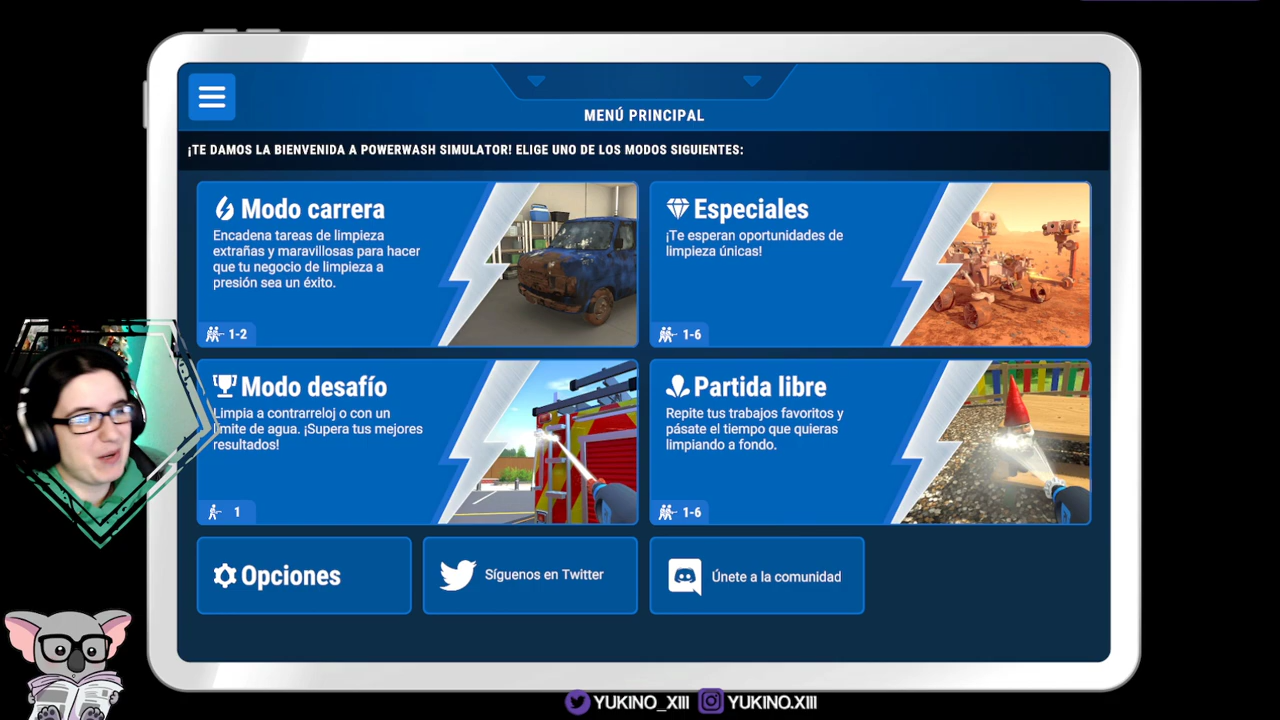 MENÚ PRINCIPAL
¡TE DAMOS LA BIENVENIDA A POWERWASH SIMULATOR! ELIGE UNO DE LOS MODOS SIGUIENTES:
Modo carrera
Encadena tareas de limpieza
extrañas y maravillosas para hacer
que tu negocio de limpieza a
presión sea un éxito.
1-2
Especiales
¡Te esperan oportunidades de
limpieza únicas!
1-6
Modo desafío
Limpia a contrarreloj o con un
límite de agua. ¡Supera tus mejores
resultados!
1
Partida libre
Repite tus trabajos favoritos y
pásate el tiempo que quieras
limpiando a fondo.
1-6
Opciones
Síguenos en Twitter
Únete a la comunidad
YUKINO_XIII
YUKINO.XIII